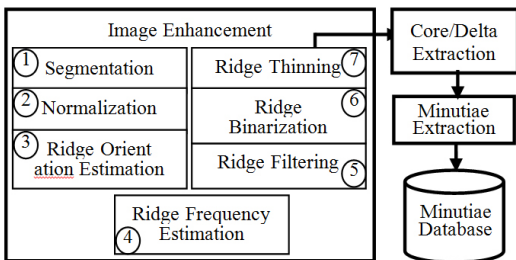 Image Enhancement
1
Segmentation
2
Normalization
3
Ridge Orient
ation Estimation
4
Ridge Frequency
Estimation
Ridge Filtering
5
Ridge
Binarization
6
Ridge Thinning
7
Core/Delta
Extraction
Minutiae
Extraction
Minutiae
Database